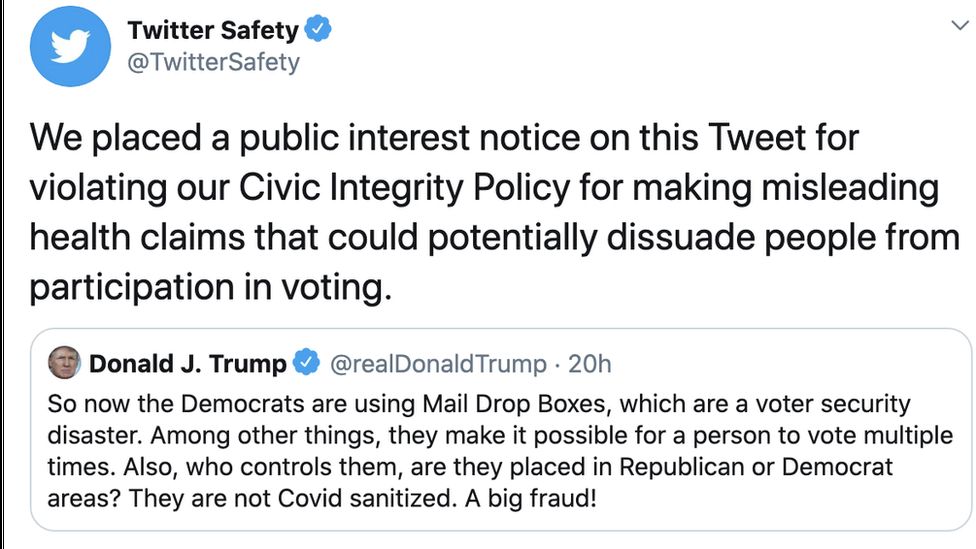 Twitter Safety
@TwitterSafety
We placed a public interest notice on this Tweet for
violating our Civic Integrity Policy for making misleading
health claims that could potentially dissuade people from
participation in voting.
Donald J. Trump @realDonaldTrump · 20h
So now the Democrats are using Mail Drop Boxes, which are a voter security
disaster. Among other things, they make it possible for a person to vote multiple
times. Also, who controls them, are they placed in Republican or Democrat
areas? They are not Covid sanitized. A big fraud!